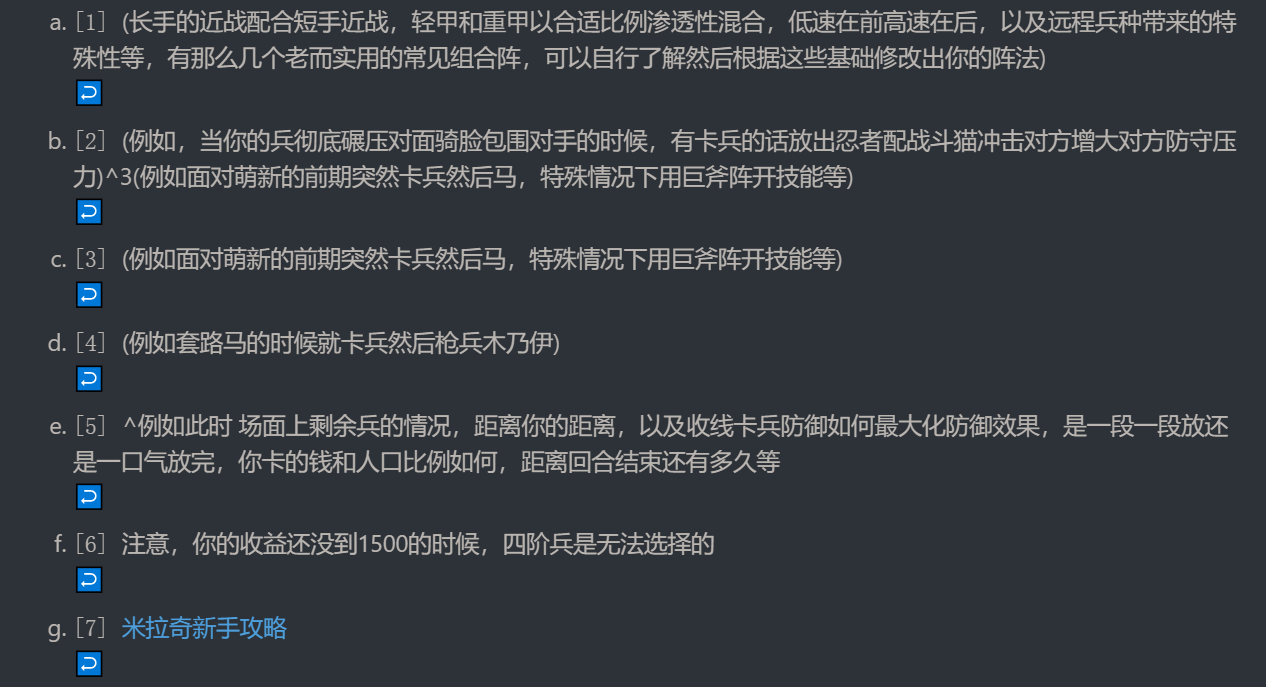 a. [1] (长手的近战配合短手近战，轻甲和重甲以合适比例渗透性混合，低速在前高速在后，以及远程兵种带来的特
殊性等，有那么几个老而实用的常见组合阵，可以自行了解然后根据这些基础修改出你的阵法)
b. [2] (例如，当你的兵彻底碾压对面骑脸包围对手的时候，有卡兵的话放出忍者配战斗猫冲击对方增大对方防守压
力)^3(例如面对萌新的前期突然卡兵然后马，特殊情况下用巨斧阵开技能等)
c. [3] (例如面对萌新的前期突然卡兵然后马，特殊情况下用巨斧阵开技能等)
d. [4] (例如套路马的时候就卡兵然后枪兵木乃伊)
e. [5] ^例如此时 场面上剩余兵的情况，距离你的距离，以及收线卡兵防御如何最大化防御效果，是一段一段放还
是一口气放完，你卡的钱和人口比例如何，距离回合结束还有多久等
f. [6] 注意，你的收益还没到1500的时候，四阶兵是无法选择的
g. [7] 米拉奇新手攻略